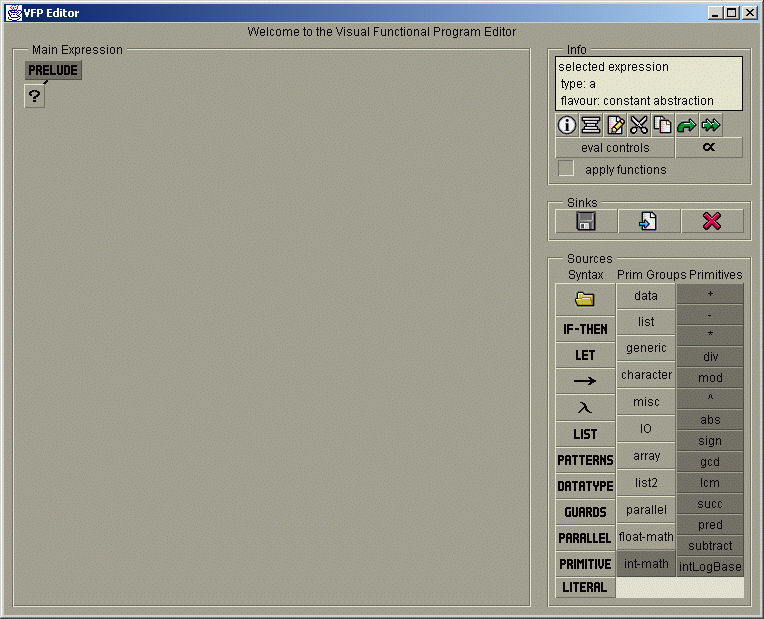 VFP Editor
Welcome to the Visual Functional Program Editor
Main Expression
PRELUDE
?
Info
selected expression
type: a
flavour: constant abstraction
eval controls
α
apply functions
Sinks
Sources
Syntax Prim Groups Primitives
IF-THEN
LET
→
λ
LIST
PATTERNS
DATATYPE
GUARDS
PARALLEL
PRIMITIVE
LITERAL
data
list
generic
character
misc
IO
array
list2
parallel
float-math
int-math
+
-
*
div
mod
^
abs
sign
gcd
lcm
succ
pred
subtract
intLogBase